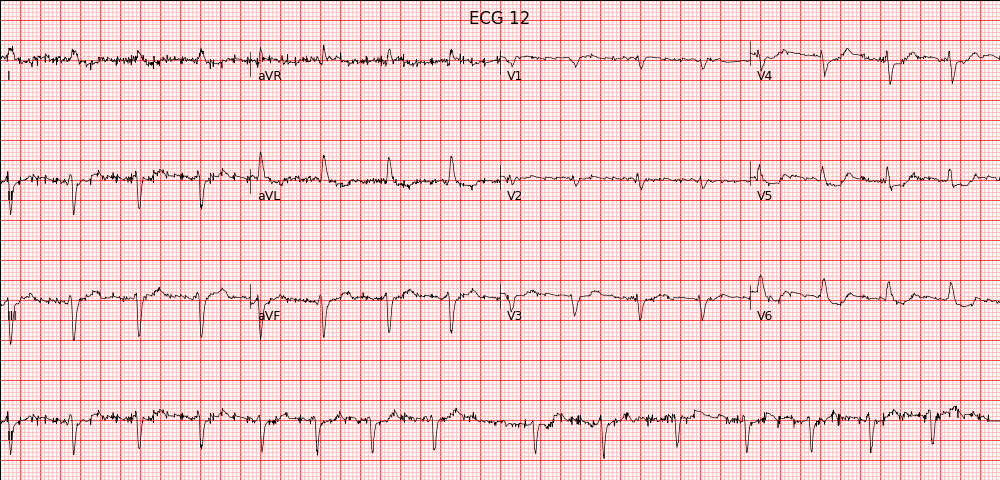 ECG 12
I aVR V1 V4
II aVL V2 V5
III aVF V3 V6
II